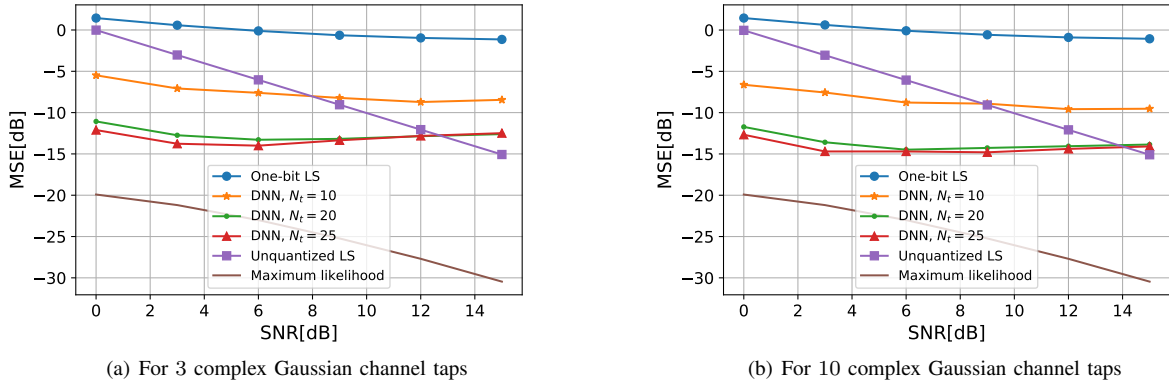 0
−5
−10
−15
−20
−25
−30
MSE[dB]
One-bit LS
DNN, N_t = 10
DNN, N_t = 20
DNN, N_t = 25
Unquantized LS
Maximum likelihood
0 2 4 6 8 10 12 14
SNR[dB]
(a) For 3 complex Gaussian channel taps
0
−5
−10
−15
−20
−25
−30
MSE[dB]
One-bit LS
DNN, N_t = 10
DNN, N_t = 20
DNN, N_t = 25
Unquantized LS
Maximum likelihood
0 2 4 6 8 10 12 14
SNR[dB]
(b) For 10 complex Gaussian channel taps